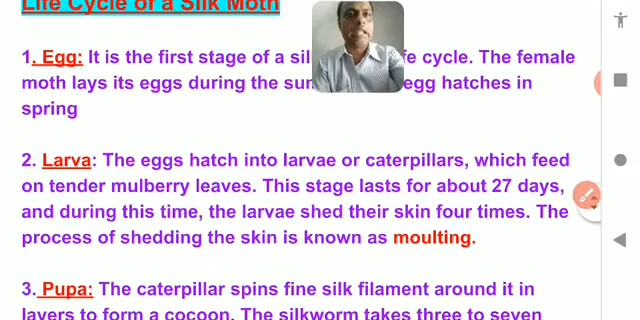 Life Cycle of a Silk Moth
1. Egg: It is the first stage of a sil fe cycle. The female
moth lays its eggs during the sum egg hatches in
spring
2. Larva: The eggs hatch into larvae or caterpillars, which feed
on tender mulberry leaves. This stage lasts for about 27 days,
and during this time, the larvae shed their skin four times. The
process of shedding the skin is known as moulting.
3. Pupa: The caterpillar spins fine silk filament around it in
layers to form a cocoon. The silkworm takes three to seven